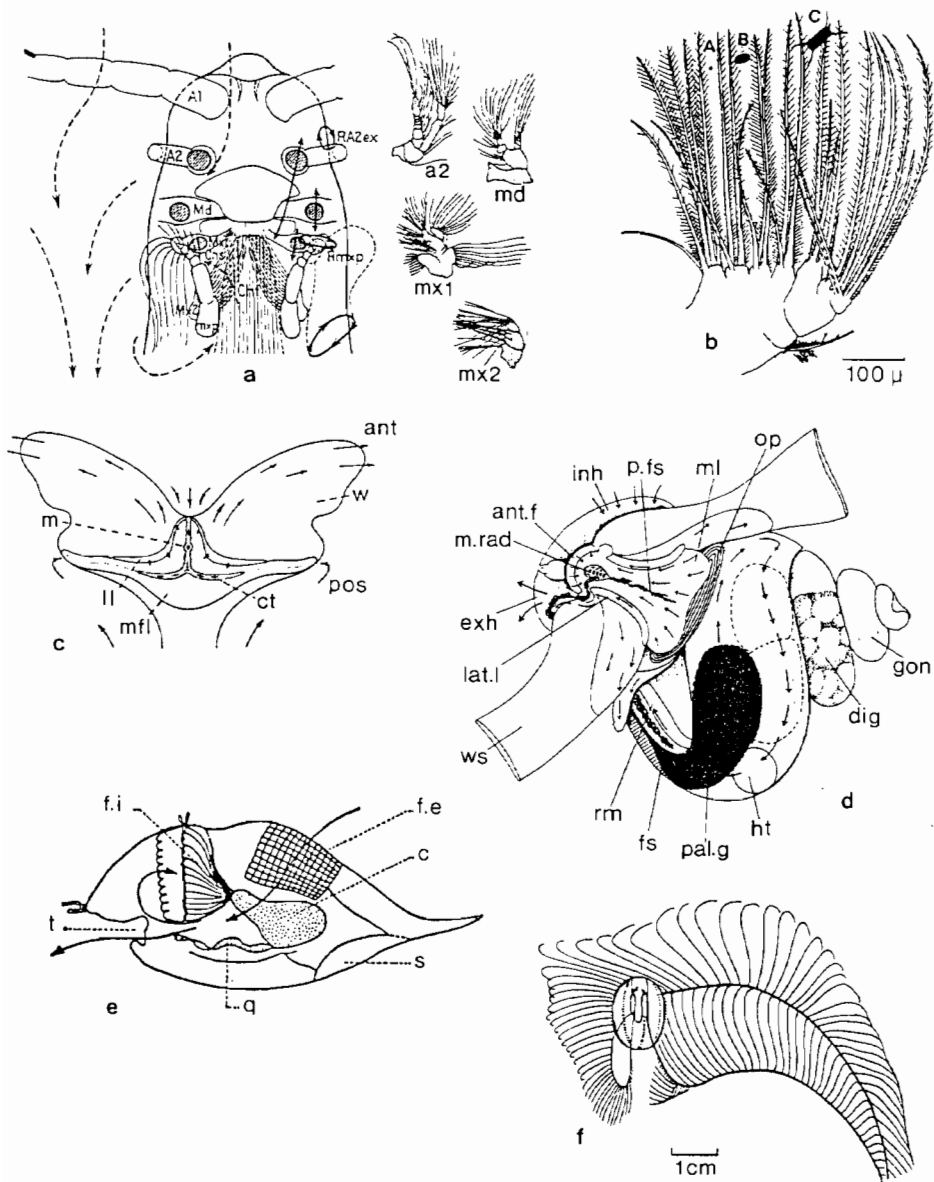 A1
RA2ex
A2
Md
Rmxp
Chf
a
a2
md
mx1
mx2
A
B
C
b
100 μ
ant
w
m
pos
ll
mfl
ct
c
op
inh
p.fs
ml
ant.f
m.rad
exh
lat.l
gon
dig
ws
rm
fs
pal.g
ht
d
f.i
f.e
c
t
s
q
e
f
1cm